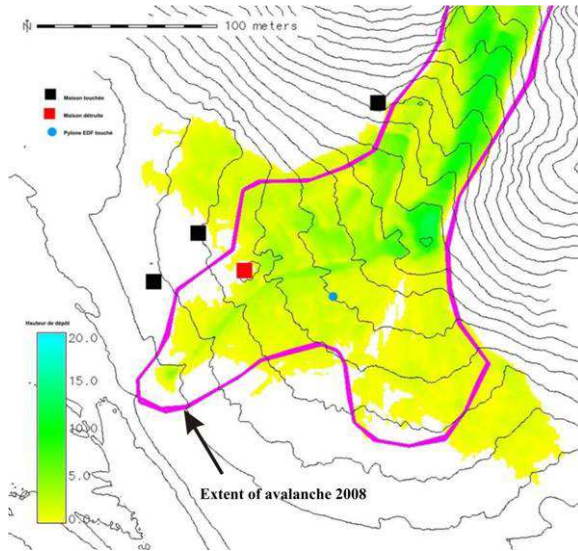 N
100 meters
Maison touchée
Maison détruite
Pylone EDF touché
Hauteur de dépôt
20.0
15.0
10.0
5.0
0.0
Extent of avalanche 2008